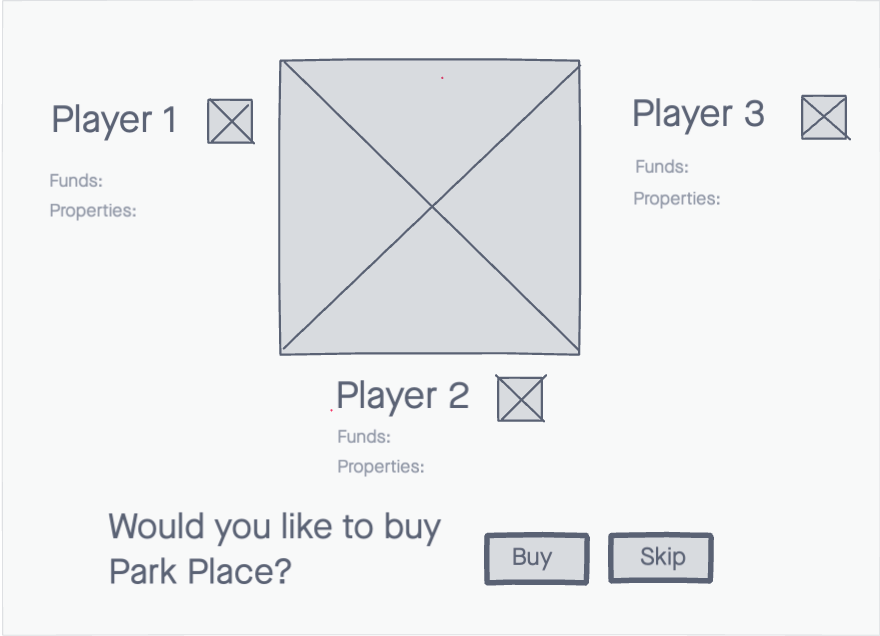 Player 1
Funds:
Properties:
Player 3
Funds:
Properties:
Player 2
Funds:
Properties:
Would you like to buy
Park Place?
Buy
Skip